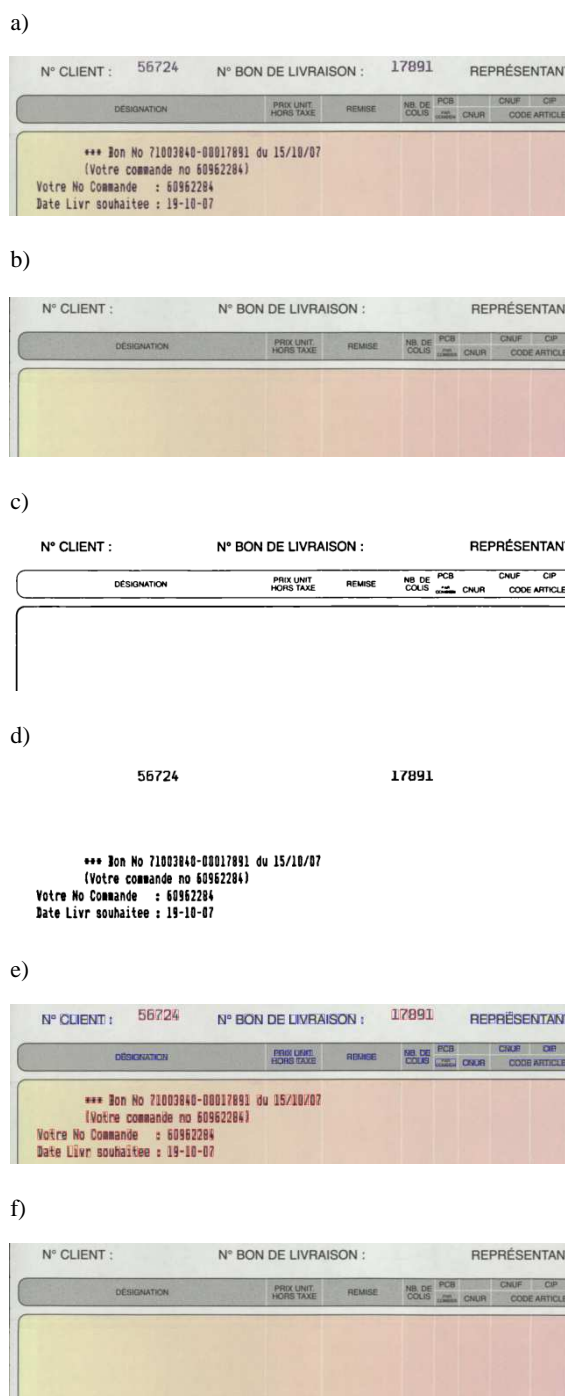 a)
N° CLIENT : 56724 N° BON DE LIVRAISON : 17891 REPRÉSENTANT
DÉSIGNATION PRIX UNIT. HORS TAXE REMISE NB. DE COLIS PCB CNUR CNUF CIP CODE ARTICLE
*** Bon No 71003840-00017891 du 15/10/07
(Votre commande no 60962284)
Votre No Commande : 60962284
Date Livr souhaitee : 19-10-07
b)
N° CLIENT : N° BON DE LIVRAISON : REPRÉSENTAN
DÉSIGNATION PRIX UNIT. HORS TAXE REMISE NB. DE COLIS PCB CNUR CNUF CIP CODE ARTICLE
c)
N° CLIENT : N° BON DE LIVRAISON : REPRÉSENTANT
DÉSIGNATION PRIX UNIT. HORS TAXE REMISE NB DE COLIS PCB CNUR CNUF CIP CODE ARTICLE
d)
56724 17891
*** Bon No 71003840-00017891 du 15/10/07
(Votre commande no 60962284)
Votre No Commande : 60962284
Date Livr souhaitee : 19-10-07
e)
N° CLIENT : 56724 N° BON DE LIVRAISON : 17891 REPRÉSENTAN
DÉSIGNATION PRIX UNIT. HORS TAXE REMISE NB. DE COLIS PCB CNUR CNUF CIP CODE ARTICLE
*** Bon No 71003840-00017891 du 15/10/07
(Votre commande no 60962284)
Votre No Commande : 60962284
Date Livr souhaitee : 19-10-07
f)
N° CLIENT : N° BON DE LIVRAISON : REPRÉSENTAN
DÉSIGNATION PRIX UNIT. HORS TAXE REMISE NB. DE COLIS PCB CNUR CNUF CIP CODE ARTICLE